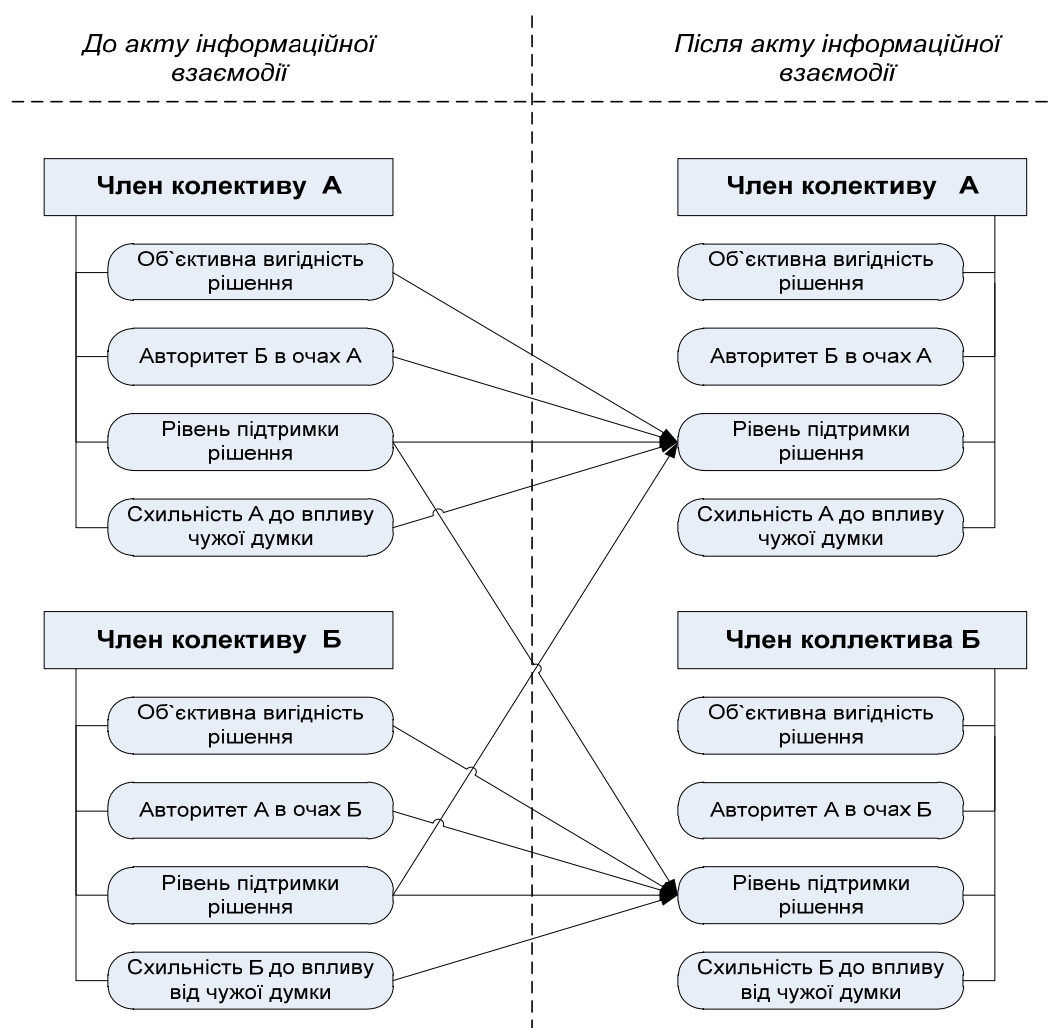 До акту інформаційної
взаємодії
Після акту інформаційної
взаємодії
Член колективу А
Об`єктивна вигідність
рішення
Авторитет Б в очах А
Рівень підтримки
рішення
Схильність А до впливу
чужої думки
Член колективу А
Об`єктивна вигідність
рішення
Авторитет Б в очах А
Рівень підтримки
рішення
Схильність А до впливу
чужої думки
Член колективу Б
Об`єктивна вигідність
рішення
Авторитет А в очах Б
Рівень підтримки
рішення
Схильність Б до впливу
від чужої думки
Член коллектива Б
Об`єктивна вигідність
рішення
Авторитет А в очах Б
Рівень підтримки
рішення
Схильність Б до впливу
від чужої думки